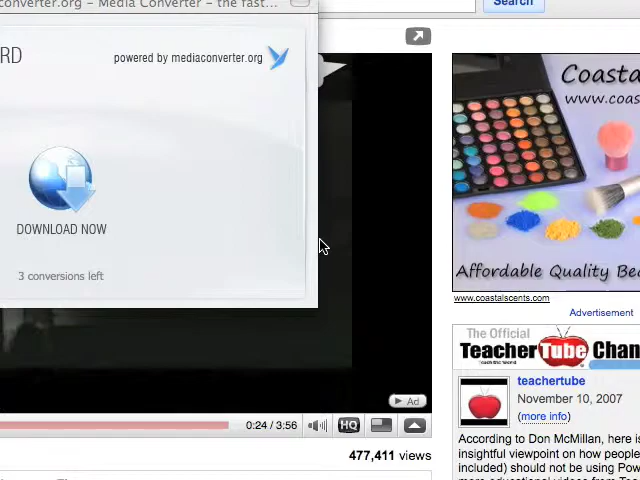 converter.org - Media Converter - the fast...
Search
RD
powered by mediaconverter.org
Coasta
www.coas
DOWNLOAD NOW
3 conversions left
Affordable Quality Bea
www.coastalscents.com
Advertisement
The Official
TeacherTube Chan
teachertube
November 10, 2007
(more info)
Ad
0:24 / 3:56
HQ
477,411 views
According to Don McMillan, here is
insightful viewpoint on how people
included) should not be using Pow